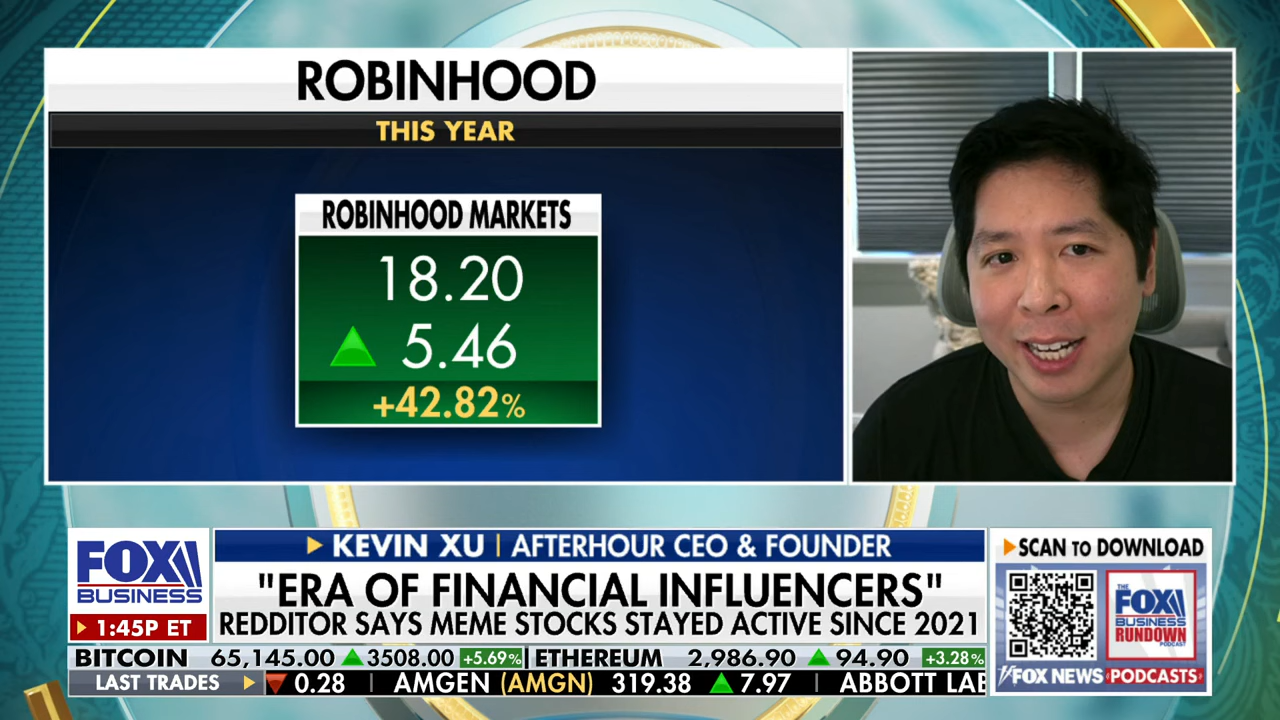 ROBINHOOD
THIS YEAR
ROBINHOOD MARKETS
18.20
▲ 5.46
+42.82%
KEVIN XU | AFTERHOUR CEO & FOUNDER
"ERA OF FINANCIAL INFLUENCERS"
REDDITOR SAYS MEME STOCKS STAYED ACTIVE SINCE 2021
FOX
BUSINESS
1:45P ET
SCAN TO DOWNLOAD
THE
FOX
BUSINESS
RUNDOWN
PODCAST
FOX NEWS PODCASTS
BITCOIN 65,145.00 ▲ 3508.00 +5.69% ETHEREUM 2,986.90 ▲ 94.90 +3.28%
LAST TRADES ▼ 0.28 | AMGEN (AMGN) 319.38 ▲ 7.97 | ABBOTT LAB